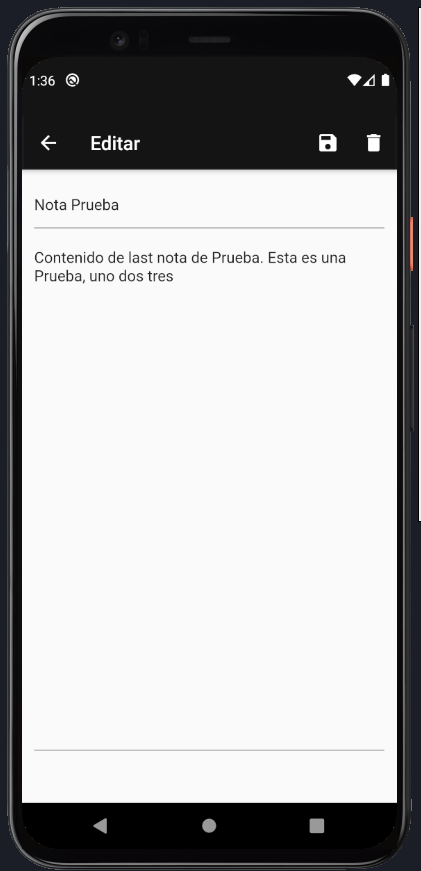 1:36
Editar
Nota Prueba
Contenido de last nota de Prueba. Esta es una
Prueba, uno dos tres